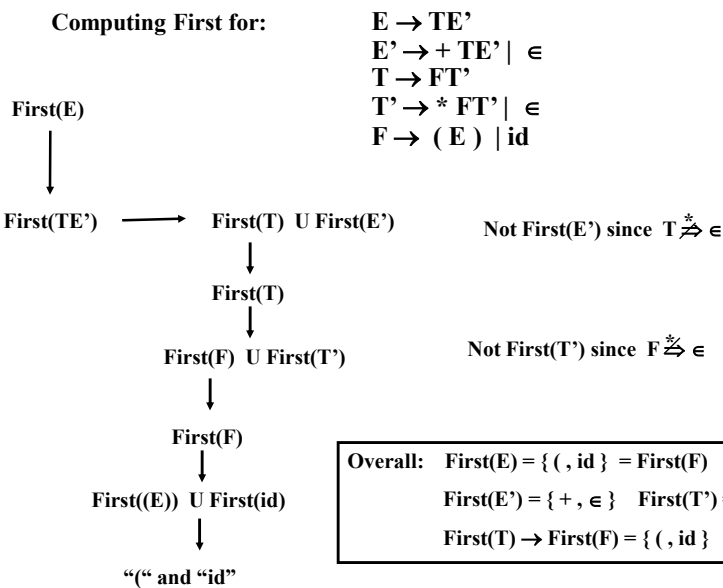 Computing First for:
E → TE’
E’ → + TE’ | ∈
T → FT’
T’ → * FT’ | ∈
F → ( E ) | id
First(E)
First(TE’)
First(T) U First(E’)
Not First(E’) since T *⇏ ∈
First(T)
First(F) U First(T’)
Not First(T’) since F *⇏ ∈
First(F)
First((E)) U First(id)
“(“ and “id”
Overall: First(E) = { ( , id } = First(F)
First(E’) = { + , ∈ } First(T’) =
First(T) → First(F) = { ( , id }